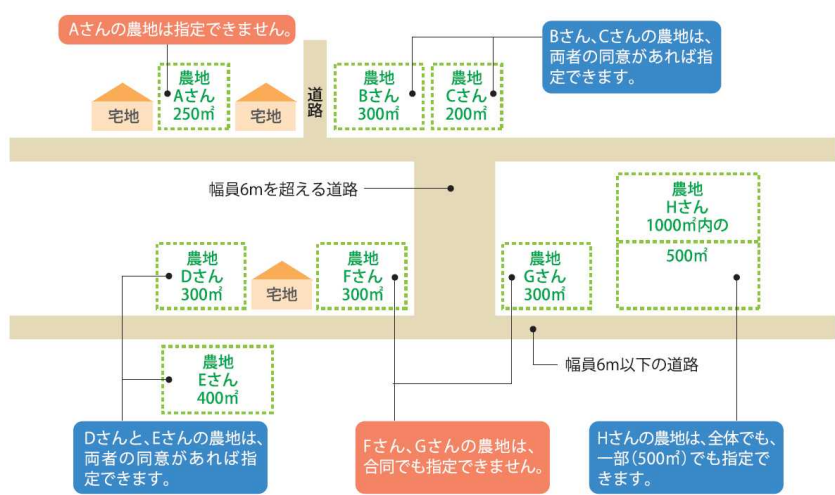 Aさんの農地は指定できません。
Bさん、Cさんの農地は、
両者の同意があれば指
定できます。
宅地
農地
Aさん
250㎡
宅地
道路
農地
Bさん
300㎡
農地
Cさん
200㎡
幅員6mを超える道路
農地
Hさん
1000㎡内の
500㎡
農地
Dさん
300㎡
宅地
農地
Fさん
300㎡
農地
Gさん
300㎡
幅員6m以下の道路
農地
Eさん
400㎡
Dさんと、Eさんの農地は、
両者の同意があれば指
定できます。
Fさん、Gさんの農地は、
合同でも指定できません。
Hさんの農地は、全体でも、
一部(500㎡)でも指定で
きます。